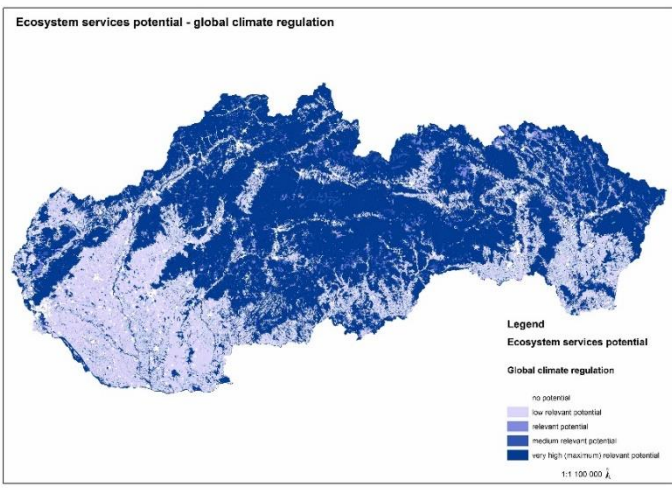 Ecosystem services potential - global climate regulation
Legend
Ecosystem services potential
Global climate regulation
no potential
low relevant potential
relevant potential
medium relevant potential
very high (maximum) relevant potential
1:1 100 000